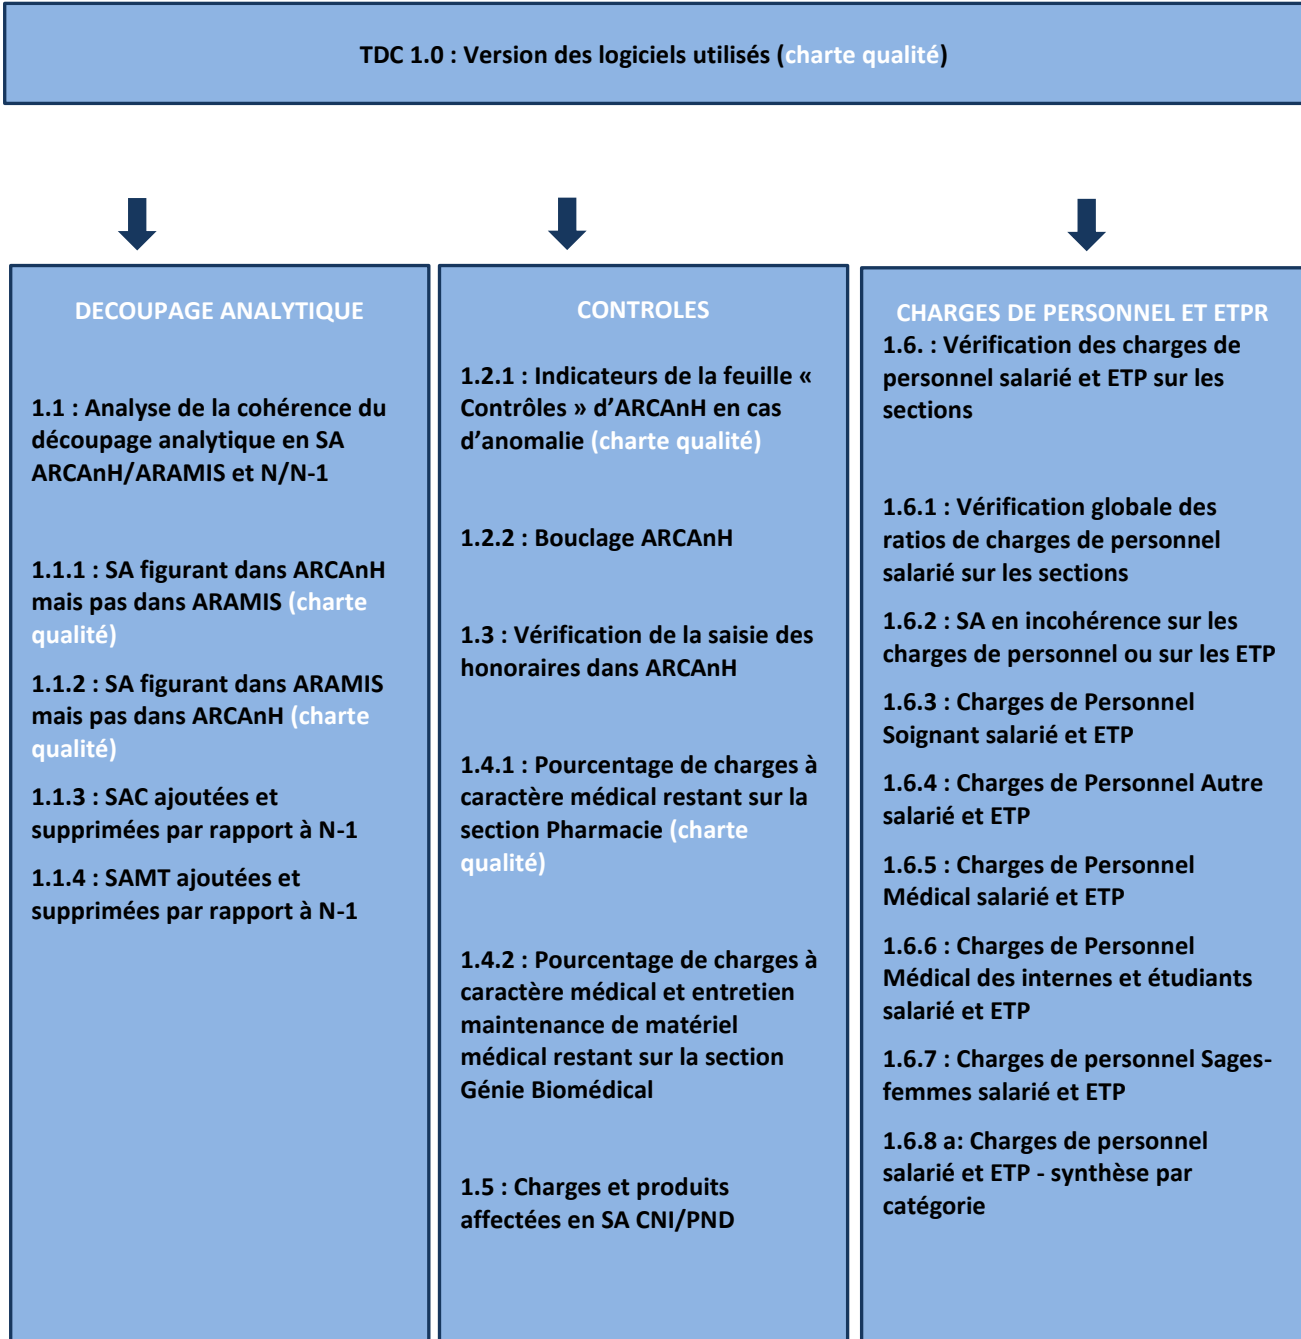 TDC 1.0 : Version des logiciels utilisés (charte qualité)
DECOUPAGE ANALYTIQUE
1.1 : Analyse de la cohérence du
découpage analytique en SA
ARCAnH/ARAMIS et N/N-1
1.1.1 : SA figurant dans ARCAnH
mais pas dans ARAMIS (charte
qualité)
1.1.2 : SA figurant dans ARAMIS
mais pas dans ARCAnH (charte
qualité)
1.1.3 : SAC ajoutées et
supprimées par rapport à N-1
1.1.4 : SAMT ajoutées et
supprimées par rapport à N-1
CONTROLES
1.2.1 : Indicateurs de la feuille «
Contrôles » d’ARCAnH en cas
d’anomalie (charte qualité)
1.2.2 : Bouclage ARCAnH
1.3 : Vérification de la saisie des
honoraires dans ARCAnH
1.4.1 : Pourcentage de charges à
caractère médical restant sur la
section Pharmacie (charte
qualité)
1.4.2 : Pourcentage de charges à
caractère médical et entretien
maintenance de matériel
médical restant sur la section
Génie Biomédical
1.5 : Charges et produits
affectées en SA CNI/PND
CHARGES DE PERSONNEL ET ETPR
1.6. : Vérification des charges de
personnel salarié et ETP sur les
sections
1.6.1 : Vérification globale des
ratios de charges de personnel
salarié sur les sections
1.6.2 : SA en incohérence sur les
charges de personnel ou sur les ETP
1.6.3 : Charges de Personnel
Soignant salarié et ETP
1.6.4 : Charges de Personnel Autre
salarié et ETP
1.6.5 : Charges de Personnel
Médical salarié et ETP
1.6.6 : Charges de Personnel
Médical des internes et étudiants
salarié et ETP
1.6.7 : Charges de personnel Sages-
femmes salarié et ETP
1.6.8 a: Charges de personnel
salarié et ETP - synthèse par
catégorie